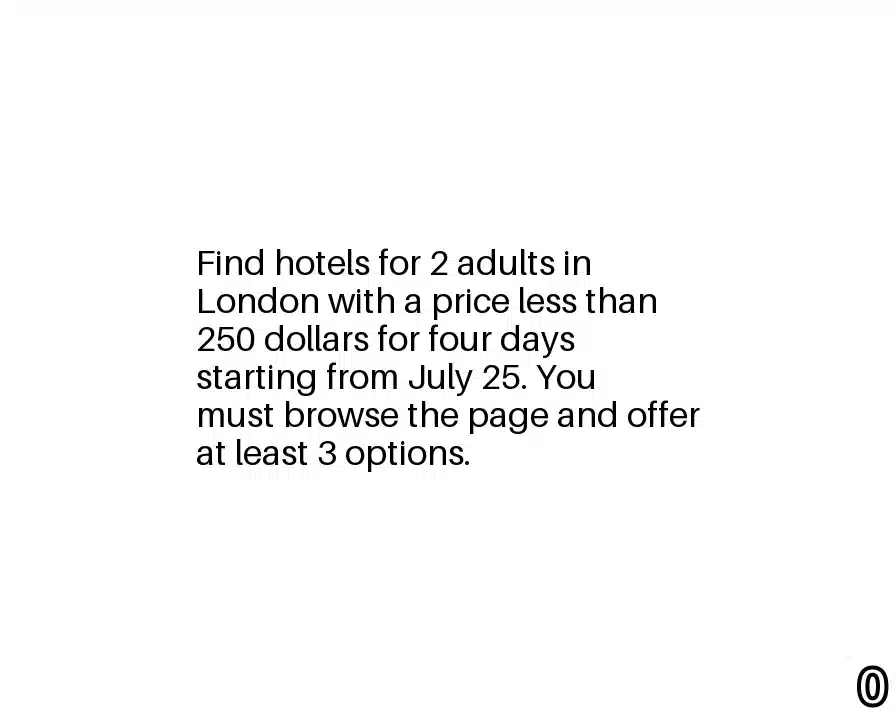 Find hotels for 2 adults in
London with a price less than
250 dollars for four days
starting from July 25. You
must browse the page and offer
at least 3 options.
0